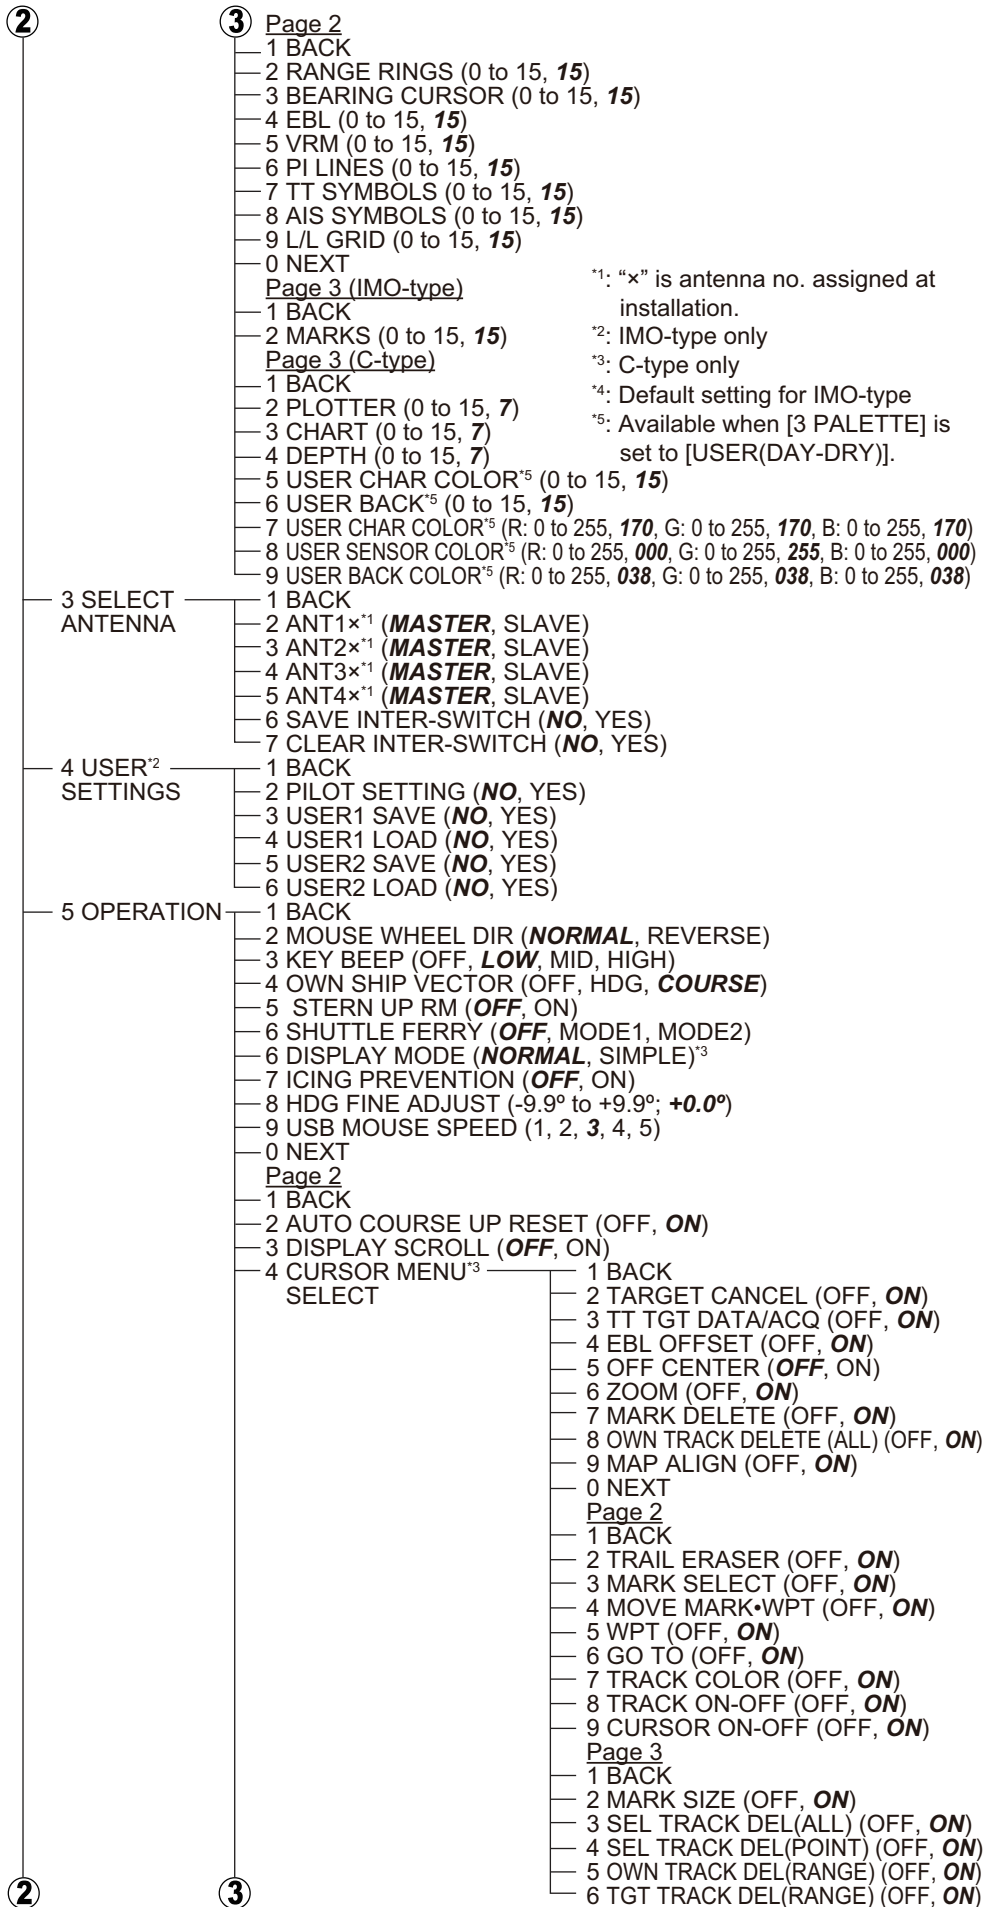 2
3
Page 2
1 BACK
2 RANGE RINGS (0 to 15, 15)
3 BEARING CURSOR (0 to 15, 15)
4 EBL (0 to 15, 15)
5 VRM (0 to 15, 15)
6 PI LINES (0 to 15, 15)
7 TT SYMBOLS (0 to 15, 15)
8 AIS SYMBOLS (0 to 15, 15)
9 L/L GRID (0 to 15, 15)
0 NEXT
Page 3 (IMO-type)
1 BACK
2 MARKS (0 to 15, 15)
Page 3 (C-type)
1 BACK
2 PLOTTER (0 to 15, 7)
3 CHART (0 to 15, 7)
4 DEPTH (0 to 15, 7)
5 USER CHAR COLOR*5 (0 to 15, 15)
6 USER BACK*5 (0 to 15, 15)
7 USER CHAR COLOR*5 (R: 0 to 255, 170, G: 0 to 255, 170, B: 0 to 255, 170)
8 USER SENSOR COLOR*5 (R: 0 to 255, 000, G: 0 to 255, 255, B: 0 to 255, 000)
9 USER BACK COLOR*5 (R: 0 to 255, 038, G: 0 to 255, 038, B: 0 to 255, 038)
*1: “×” is antenna no. assigned at
installation.
*2: IMO-type only
*3: C-type only
*4: Default setting for IMO-type
*5: Available when [3 PALETTE] is
set to [USER(DAY-DRY)].
3 SELECT
ANTENNA
1 BACK
2 ANT1×*1 (MASTER, SLAVE)
3 ANT2×*1 (MASTER, SLAVE)
4 ANT3×*1 (MASTER, SLAVE)
5 ANT4×*1 (MASTER, SLAVE)
6 SAVE INTER-SWITCH (NO, YES)
7 CLEAR INTER-SWITCH (NO, YES)
4 USER*2
SETTINGS
1 BACK
2 PILOT SETTING (NO, YES)
3 USER1 SAVE (NO, YES)
4 USER1 LOAD (NO, YES)
5 USER2 SAVE (NO, YES)
6 USER2 LOAD (NO, YES)
5 OPERATION
1 BACK
2 MOUSE WHEEL DIR (NORMAL, REVERSE)
3 KEY BEEP (OFF, LOW, MID, HIGH)
4 OWN SHIP VECTOR (OFF, HDG, COURSE)
5 STERN UP RM (OFF, ON)
6 SHUTTLE FERRY (OFF, MODE1, MODE2)
6 DISPLAY MODE (NORMAL, SIMPLE)*3
7 ICING PREVENTION (OFF, ON)
8 HDG FINE ADJUST (-9.9º to +9.9º; +0.0º)
9 USB MOUSE SPEED (1, 2, 3, 4, 5)
0 NEXT
Page 2
1 BACK
2 AUTO COURSE UP RESET (OFF, ON)
3 DISPLAY SCROLL (OFF, ON)
4 CURSOR MENU*3
SELECT
1 BACK
2 TARGET CANCEL (OFF, ON)
3 TT TGT DATA/ACQ (OFF, ON)
4 EBL OFFSET (OFF, ON)
5 OFF CENTER (OFF, ON)
6 ZOOM (OFF, ON)
7 MARK DELETE (OFF, ON)
8 OWN TRACK DELETE (ALL) (OFF, ON)
9 MAP ALIGN (OFF, ON)
0 NEXT
Page 2
1 BACK
2 TRAIL ERASER (OFF, ON)
3 MARK SELECT (OFF, ON)
4 MOVE MARK•WPT (OFF, ON)
5 WPT (OFF, ON)
6 GO TO (OFF, ON)
7 TRACK COLOR (OFF, ON)
8 TRACK ON-OFF (OFF, ON)
9 CURSOR ON-OFF (OFF, ON)
Page 3
1 BACK
2 MARK SIZE (OFF, ON)
3 SEL TRACK DEL(ALL) (OFF, ON)
4 SEL TRACK DEL(POINT) (OFF, ON)
5 OWN TRACK DEL(RANGE) (OFF, ON)
6 TGT TRACK DEL(RANGE) (OFF, ON)
2
3